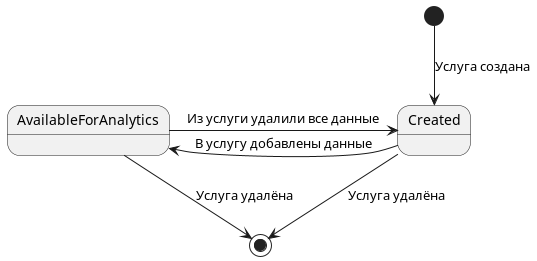 Услуга создана
AvailableForAnalytics
Из услуги удалили все данные
Created
В услугу добавлены данные
Услуга удалёна
Услуга удалёна